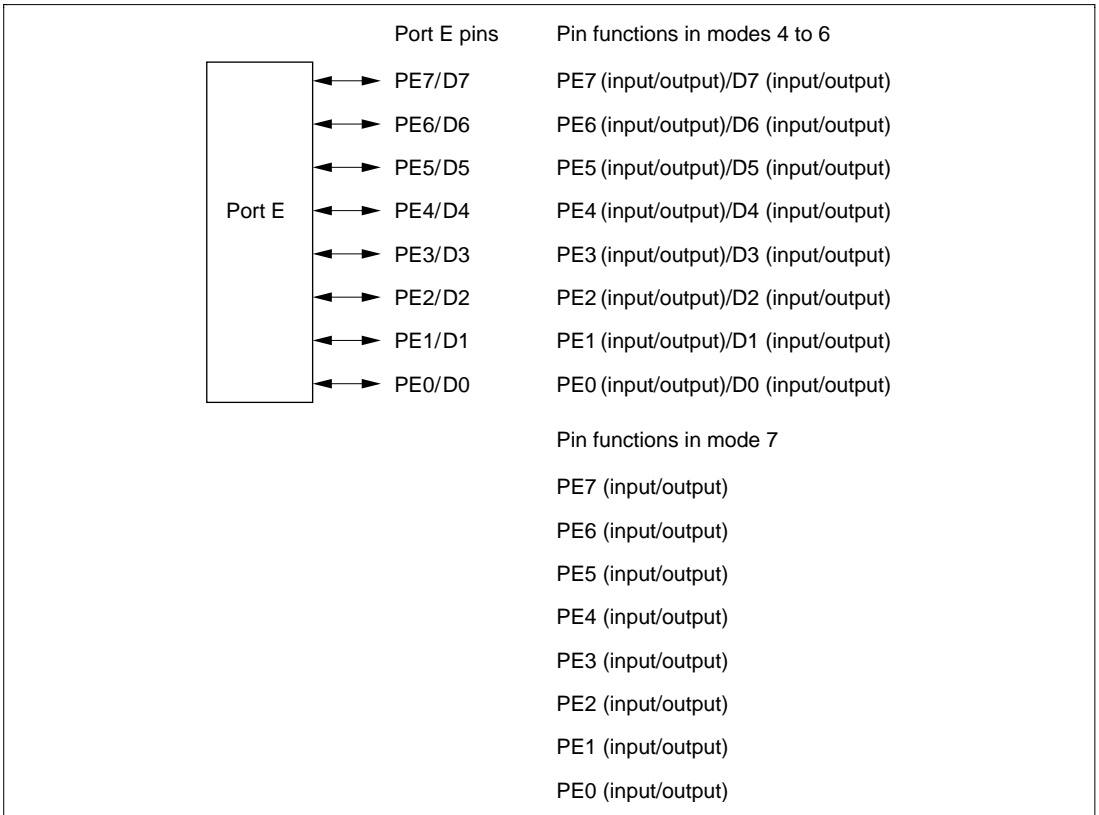 Port E pins Pin functions in modes 4 to 6
PE7/D7 PE7 (input/output)/D7 (input/output)
PE6/D6 PE6 (input/output)/D6 (input/output)
PE5/D5 PE5 (input/output)/D5 (input/output)
Port E PE4/D4 PE4 (input/output)/D4 (input/output)
PE3/D3 PE3 (input/output)/D3 (input/output)
PE2/D2 PE2 (input/output)/D2 (input/output)
PE1/D1 PE1 (input/output)/D1 (input/output)
PE0/D0 PE0 (input/output)/D0 (input/output)
Pin functions in mode 7
PE7 (input/output)
PE6 (input/output)
PE5 (input/output)
PE4 (input/output)
PE3 (input/output)
PE2 (input/output)
PE1 (input/output)
PE0 (input/output)